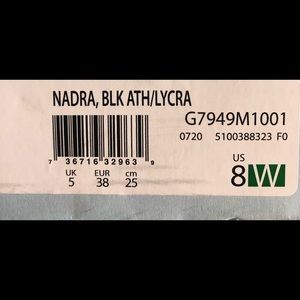 NADRA, BLK ATH/LYCRA
G7949M1001
0720 5100388323 F0
7 36716 32963 9
US
8 W
UK EUR cm
5 38 25